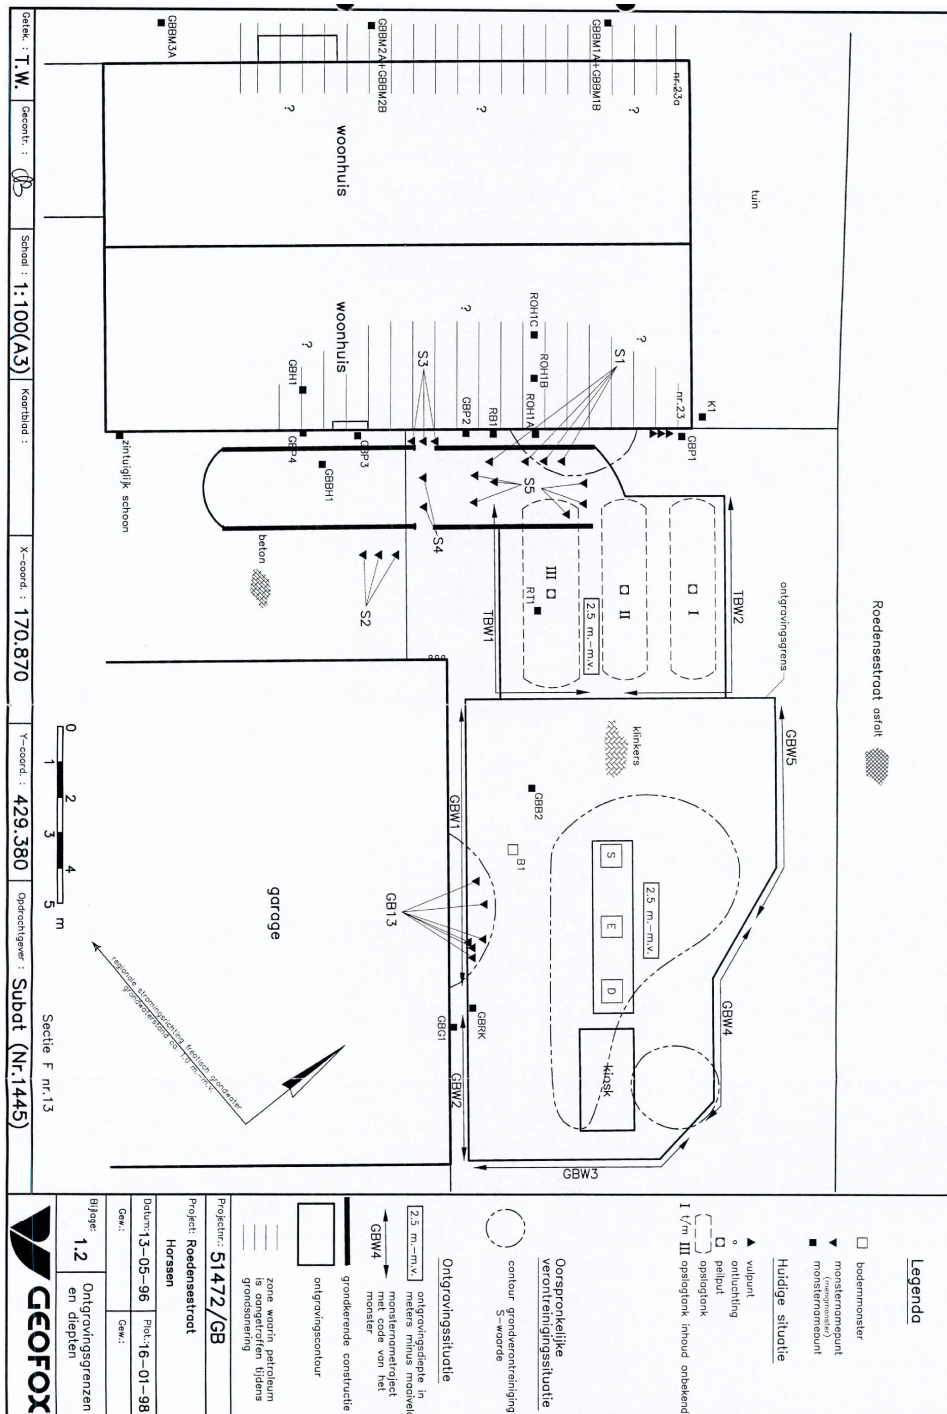 Roedensestraat asfalt
tuin
nr.23a
GBBM1A+GBBM1B
GBBM2A+GBBM2B
GBBM3A
?
?
?
woonhuis
woonhuis
ROH1C
ROH1B
ROH1A
?
?
?
S1
S3
nr.23
K1
GBP1
RB1
GBP2
GBH1
GBP3
GBP4
GBBH1
zintuiglijk schoon
S5
S4
S2
beton
I
II
III
RT1
2.5 m.-m.v.
TBW1
TBW2
ontgravingsgrens
klinkers
GBW5
GBB2
B1
GBW1
GB13
S
E
D
2.5 m.-m.v.
kiosk
GBW4
GBRK
GBG1
GBW2
GBW3
garage
0 1 2 3 4 5 m
regionale stromingsrichting freatisch grondwater
grondwaterstand ca. 1.0 m.-m.v.
Sectie F nr.13
Getek. : T.W.
Gecontr. :
Schaal : 1:100(A3)
Kaartblad :
X-coord. : 170.870
Y-coord. : 429.380
Opdrachtgever : Subat (Nr.1445)
Legenda
bodemmonster
monsternamepunt
(mengmonster)
monsternamepunt
Huidige situatie
vulpunt
ontluchting
peilput
opslagtank
I t/m III opslagtank inhoud onbekend
Oorspronkelijke
verontreinigingssituatie
contour grondverontreiniging
S-waarde
Ontgravingssituatie
2.5 m.-m.v. ontgravingsdiepte in
meters minus maaiveld
GBW4 monsternametraject
met code van het
monster
grondkerende constructie
ontgravingscontour
zone waarin petroleum
is aangetroffen tijdens
grondsanering
Projectnr.: 51472/GB
Project: Roedensestraat
Horssen
Datum: 13-05-96
Plot: 16-01-98
Gew.:
Gew.:
Bijlage: 1.2
Ontgravingsgrenzen
en diepten
GEOFOX